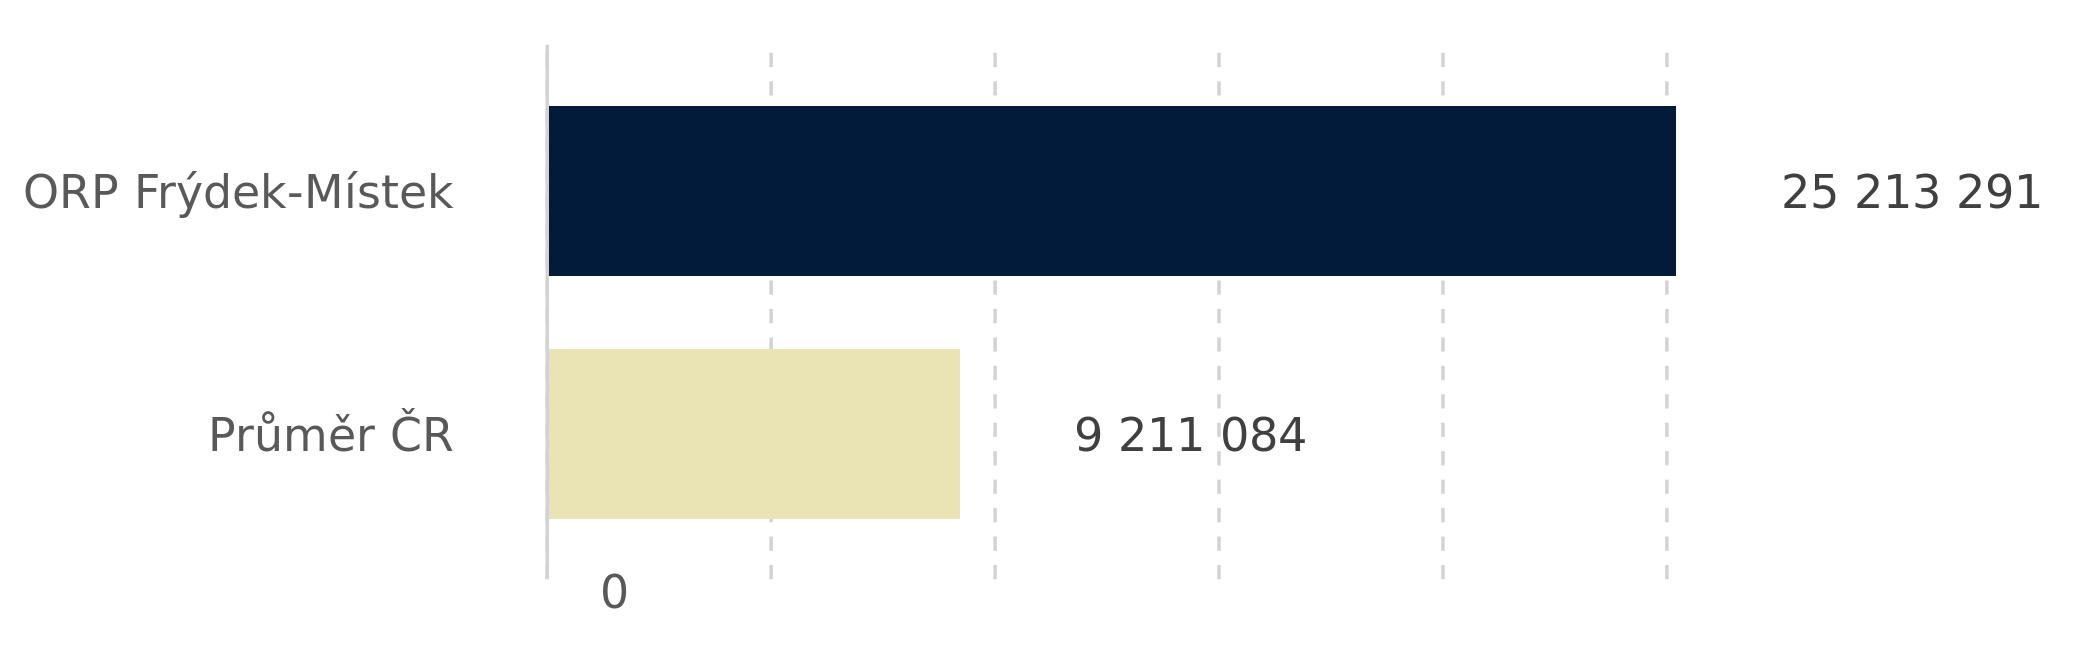 ORP Frýdek-Místek 25 213 291
Průměr ČR 9 211 084
0